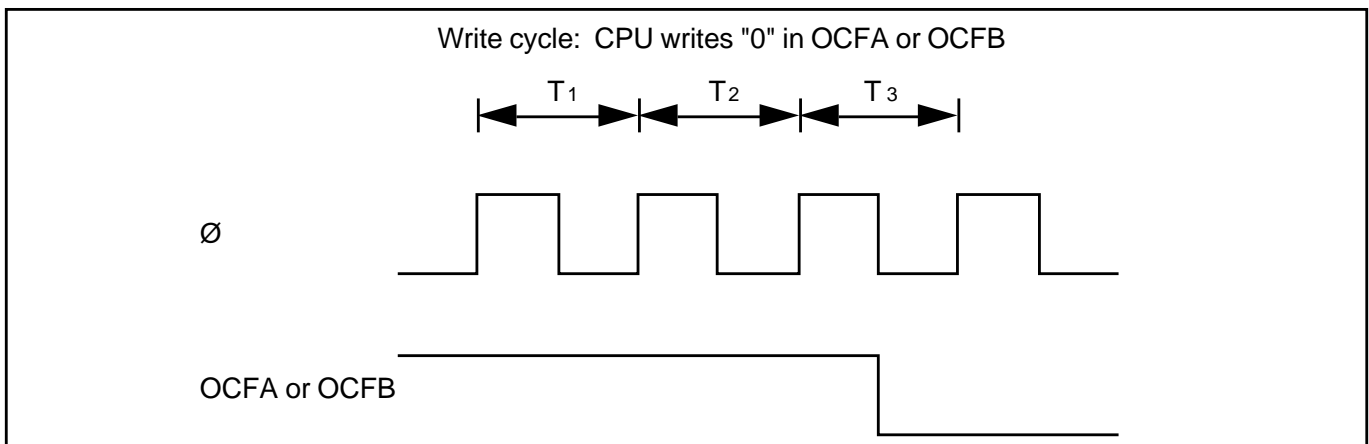 Write cycle: CPU writes "0" in OCFA or OCFB
T1 T2 T3
Ø
OCFA or OCFB